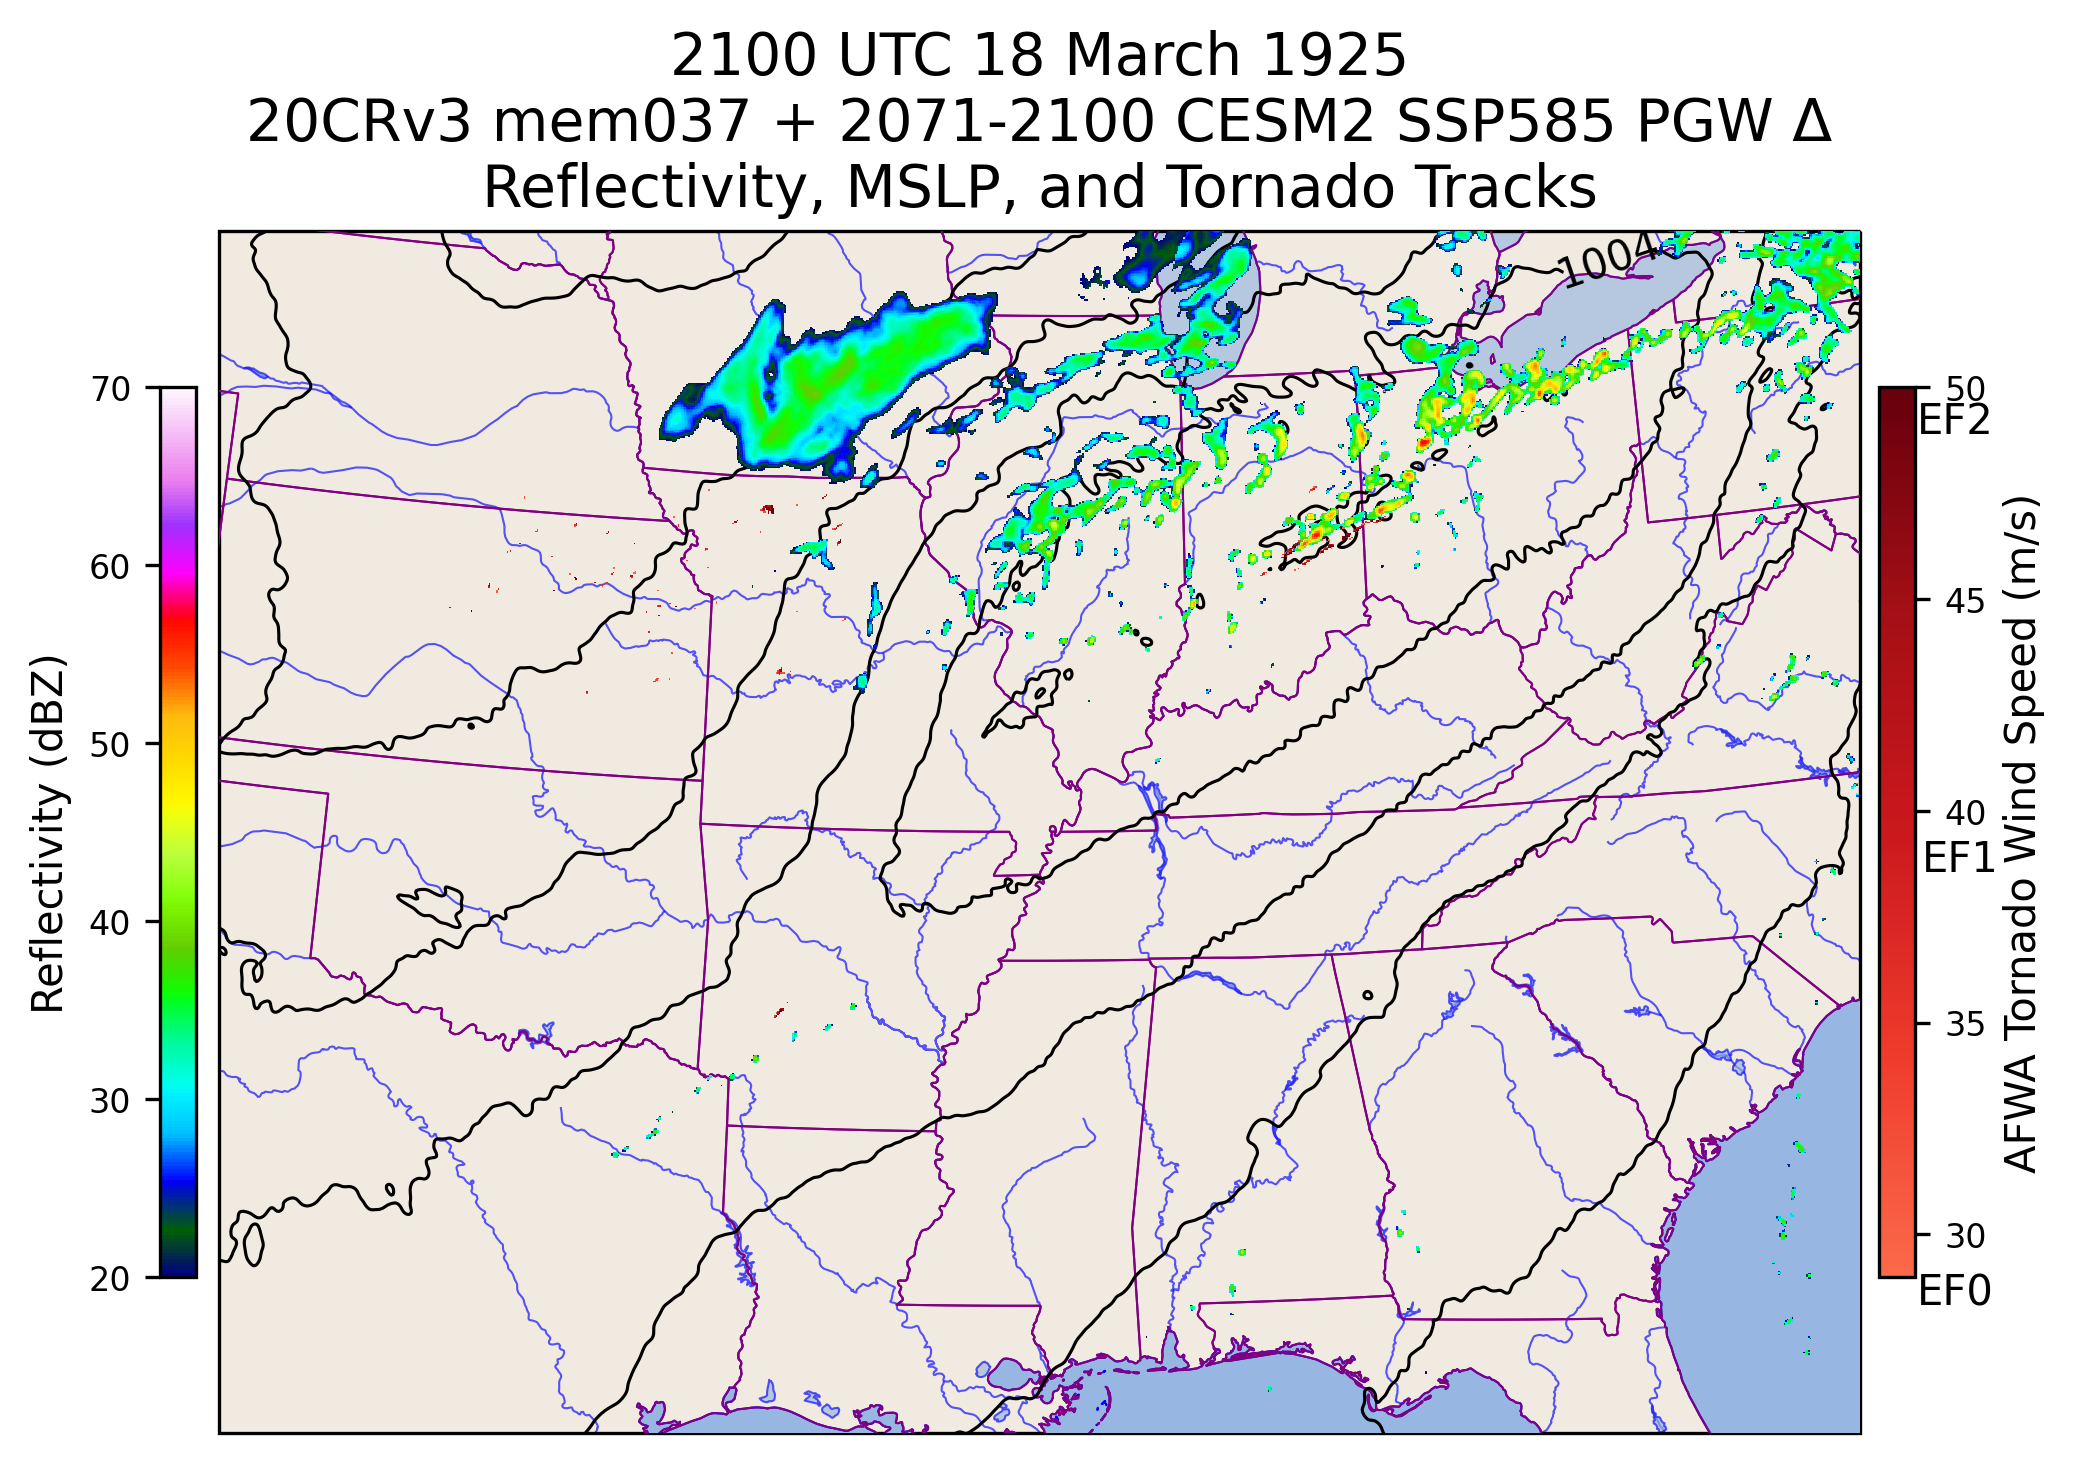 2100 UTC 18 March 1925
20CRv3 mem037 + 2071-2100 CESM2 SSP585 PGW Δ
Reflectivity, MSLP, and Tornado Tracks
1004
70
60
50
40
30
20
Reflectivity (dBZ)
50
EF2
45
40
EF1
35
30
EF0
AFWA Tornado Wind Speed (m/s)